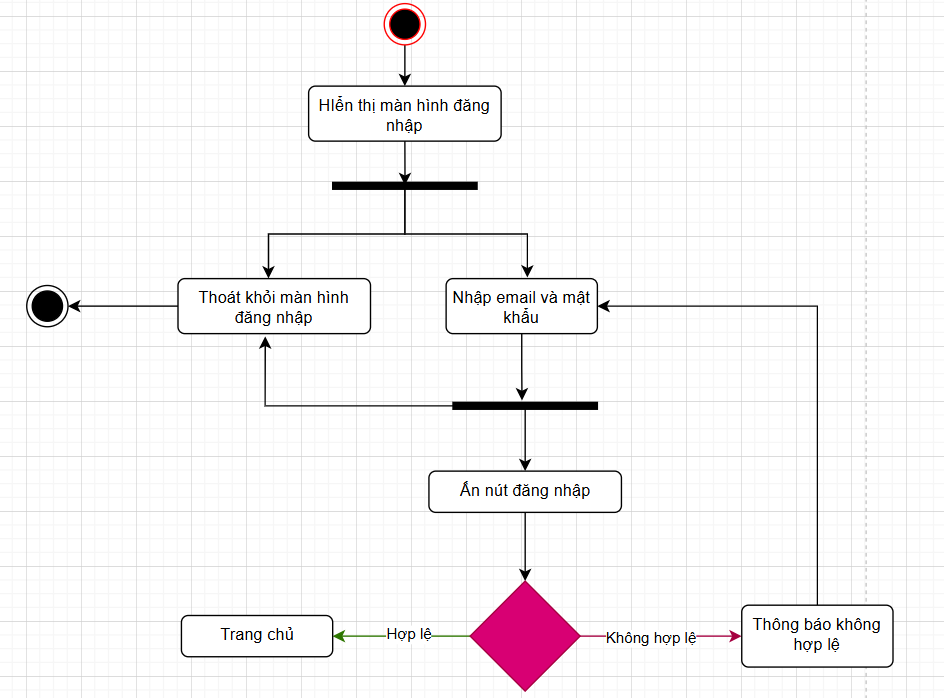 HIển thị màn hình đăng
nhập
Thoát khỏi màn hình
đăng nhập
Nhập email và mật
khẩu
Ấn nút đăng nhập
Trang chủ
Hợp lệ
Không hợp lệ
Thông báo không
hợp lệ